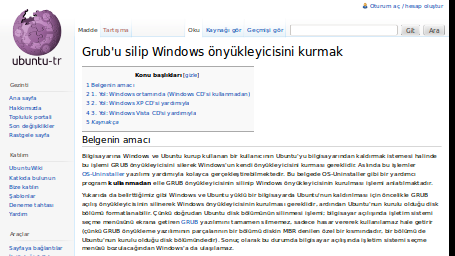 Oturum aç / hesap oluştur
Madde Tartışma Oku Kaynağı gör Geçmişi gör Git Ara
ubuntu-tr
Grub'u silip Windows önyükleyicisini kurmak
Konu başlıkları [gizle]
1 Belgenin amacı
2 1. Yol: Windows ortamında (Windows CD'si kullanmadan)
3 2. Yol: Windows XP CD'si yardımıyla
4 3. Yol: Windows Vista CD'si yardımıyla
5 Kaynakça
Gezinti
Ana sayfa
Hakkımızda
Topluluk portali
Son değişiklikler
Rastgele sayfa
Katılım
UbuntuWiki
Katkıda bulunun
Bize katılın
Şablonlar
Deneme tahtası
Yardım
Araçlar
Sayfaya bağlantılar
Belgenin amacı
Bilgisayarına Windows ve Ubuntu kurup kullanan bir kullanıcının Ubuntu'yu bilgisayarından kaldırmak istemesi halinde
bu işlemi GRUB önyükleyicisini silerek Windows'un kendi önyükleyicisini kurması gereklidir. Aslında bu işlemler
OS-Uninstaller yazılımı yardımıyla kolayca gerçekleştirebilmektedir. Bu belgede OS-Uninstaller gibi bir yardımcı
program kullanmadan elle GRUB önyükleyicisinin silinip Windows önyükleyicisinin kurulması işlemi anlatılmaktadır.
Yukarıda da belirttiğimiz gibi Windows ve Ubuntu yüklü bir bilgisayarda Ubuntu'nun kaldırılması için öncelikle GRUB
açılış önyükleyicisinin silinerek Windows önyükleyicisinin kurulması gereklidir, ardından Ubuntu'nun kurulu olduğu disk
bölümü formatlanabilir. Çünkü doğrudan Ubuntu disk bölümünün silinmesi işlemi; bilgisayar açılışında işletim sistemi
seçme menüsünü ekrana getiren GRUB yazılımını tamamen silmemez, sadece hasar vererek kullanılamaz hale getirir
(çünkü GRUB önyükleme yazılımının parçalarının bir bölümü diskin MBR denilen özel bir kısmındadır, bir bölümü de
Ubuntu'nun kurulu olduğu disk bölümündedir). Sonuç olarak bu durumda bilgisayar açılışında işletim sistemi seçme
menüsü bozulacağından Windows'a da ulaşılamaz.